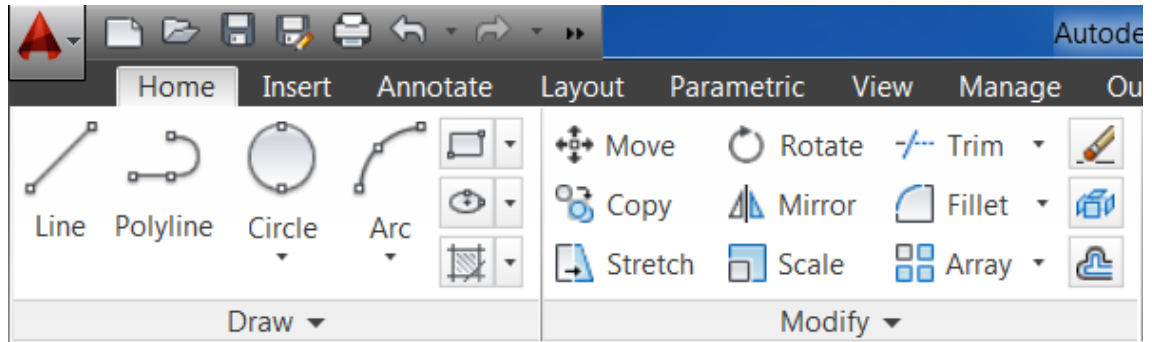 Autode
Home Insert Annotate Layout Parametric View Manage Ou
Move Rotate Trim
Copy Mirror Fillet
Line Polyline Circle Arc
Stretch Scale Array
Draw Modify